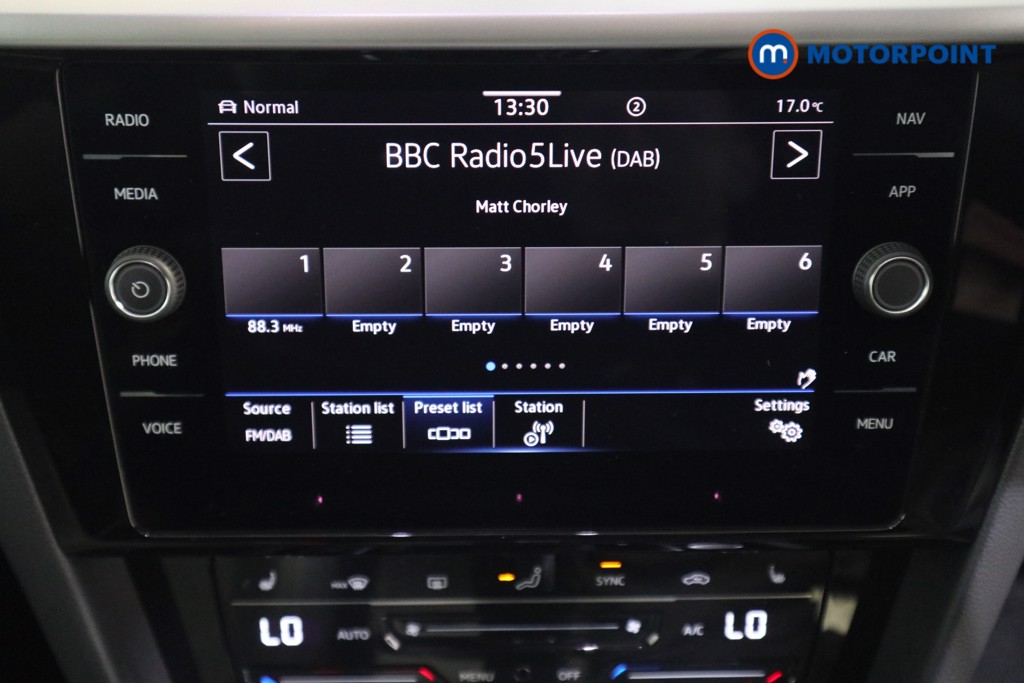 m MOTORPOINT
Normal 13:30 2 17.0°C
RADIO
NAV
< BBC Radio5Live (DAB) >
MEDIA
APP
Matt Chorley
1 2 3 4 5 6
88.3 MHz Empty Empty Empty Empty Empty
PHONE
CAR
Source Station list Preset list Station Settings
FM/DAB
VOICE
MENU
MAX SYNC
LO AUTO A/C LO
MENU OFF